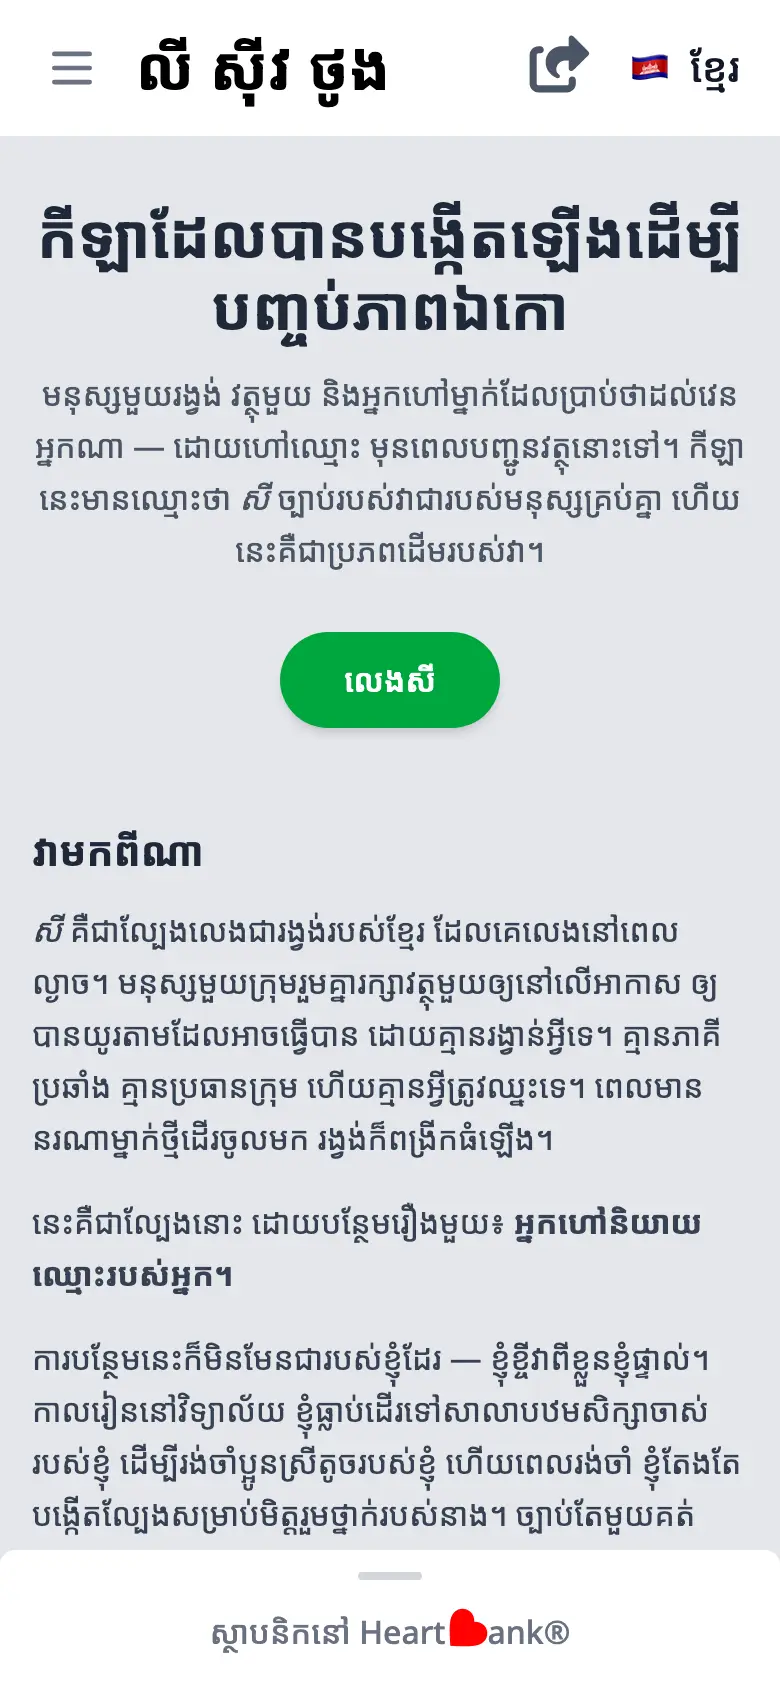 លី ស៊ីវ ថូង
ខ្មែរ
កីឡាដែលបានបង្កើតឡើងដើម្បី
បញ្ចប់ភាពឯកោ
មនុស្សមួយរង្វង់ វត្ថុមួយ និងអ្នកហៅម្នាក់ដែលប្រាប់ថាដល់វេន
អ្នកណា — ដោយហៅឈ្មោះ មុនពេលបញ្ជូនវត្ថុនោះទៅ។ កីឡា
នេះមានឈ្មោះថា សី ច្បាប់របស់វាជារបស់មនុស្សគ្រប់គ្នា ហើយ
នេះគឺជាប្រភពដើមរបស់វា។
លេងសី
វាមកពីណា
សី គឺជាល្បែងលេងជារង្វង់របស់ខ្មែរ ដែលគេលេងនៅពេល
ល្ងាច។ មនុស្សមួយក្រុមរួមគ្នារក្សាវត្ថុមួយឲ្យនៅលើអាកាស ឲ្យ
បានយូរតាមដែលអាចធ្វើបាន ដោយគ្មានរង្វាន់អ្វីទេ។ គ្មានភាគី
ប្រឆាំង គ្មានប្រធានក្រុម ហើយគ្មានអ្វីត្រូវឈ្នះទេ។ ពេលមាន
នរណាម្នាក់ថ្មីដើរចូលមក រង្វង់ក៏ពង្រីកធំឡើង។
នេះគឺជាល្បែងនោះ ដោយបន្ថែមរឿងមួយ៖ អ្នកហៅនិយាយ
ឈ្មោះរបស់អ្នក។
ការបន្ថែមនេះក៏មិនមែនជារបស់ខ្ញុំដែរ — ខ្ញុំខ្ចីវាពីខ្លួនខ្ញុំផ្ទាល់។
កាលរៀននៅវិទ្យាល័យ ខ្ញុំធ្លាប់ដើរទៅសាលាបឋមសិក្សាចាស់
របស់ខ្ញុំ ដើម្បីរង់ចាំប្អូនស្រីតូចរបស់ខ្ញុំ ហើយពេលរង់ចាំ ខ្ញុំតែងតែ
បង្កើតល្បែងសម្រាប់មិត្តរួមថ្នាក់របស់នាង។ ច្បាប់តែមួយគត់
ស្ថាបនិកនៅ Heart ank®